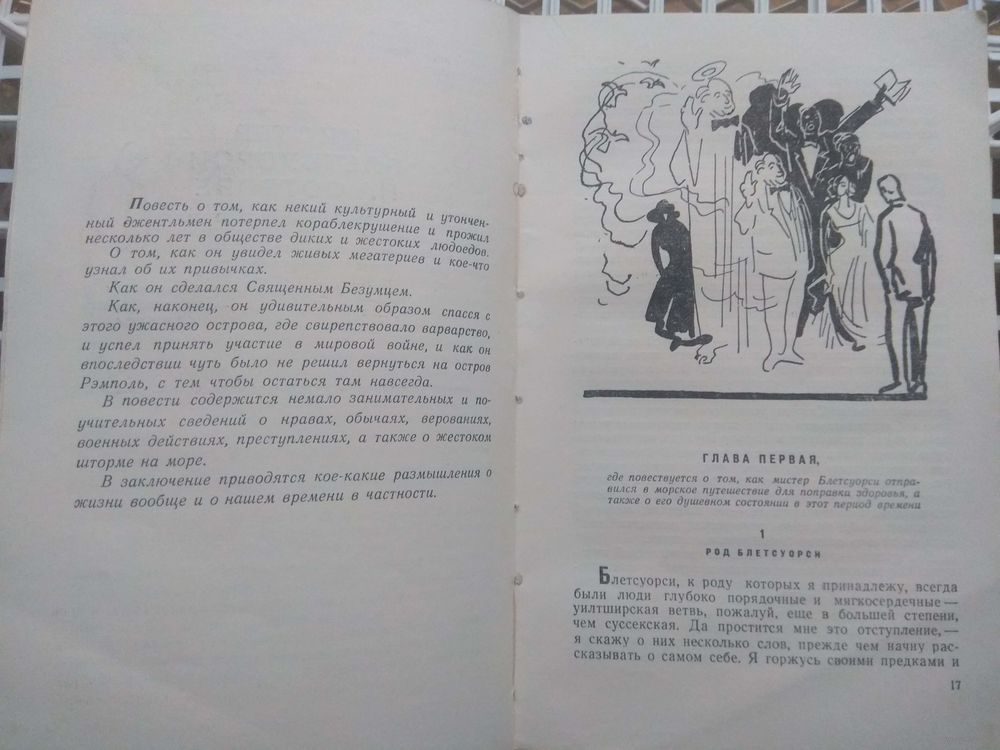 Повесть о том, как некий культурный и утончен-
ный джентльмен потерпел кораблекрушение и прожил
несколько лет в обществе диких и жестоких людоедов.
О том, как он увидел живых мегатериев и кое-что
узнал об их привычках.
Как он сделался Священным Безумцем.
Как, наконец, он удивительным образом спасся с
этого ужасного острова, где свирепствовало варварство,
и успел принять участие в мировой войне, и как он
впоследствии чуть было не решил вернуться на остров
Рэмполь, с тем чтобы остаться там навсегда.
В повести содержится немало занимательных и по-
учительных сведений о нравах, обычаях, верованиях,
военных действиях, преступлениях, а также о жестоком
шторме на море.
В заключение приводятся кое-какие размышления о
жизни вообще и о нашем времени в частности.
ГЛАВА ПЕРВАЯ,
где повествуется о том, как мистер Блетсуорси отпра-
вился в морское путешествие для поправки здоровья, а
также о его душевном состоянии в этот период времени
1
РОД БЛЕТСУОРСИ
Блетсуорси, к роду которых я принадлежу, всегда
были люди глубоко порядочные и мягкосердечные —
уилтширская ветвь, пожалуй, еще в большей степени,
чем суссекская. Да простится мне это отступление, —
я скажу о них несколько слов, прежде чем начну рас-
сказывать о самом себе. Я горжусь своими предками и
17